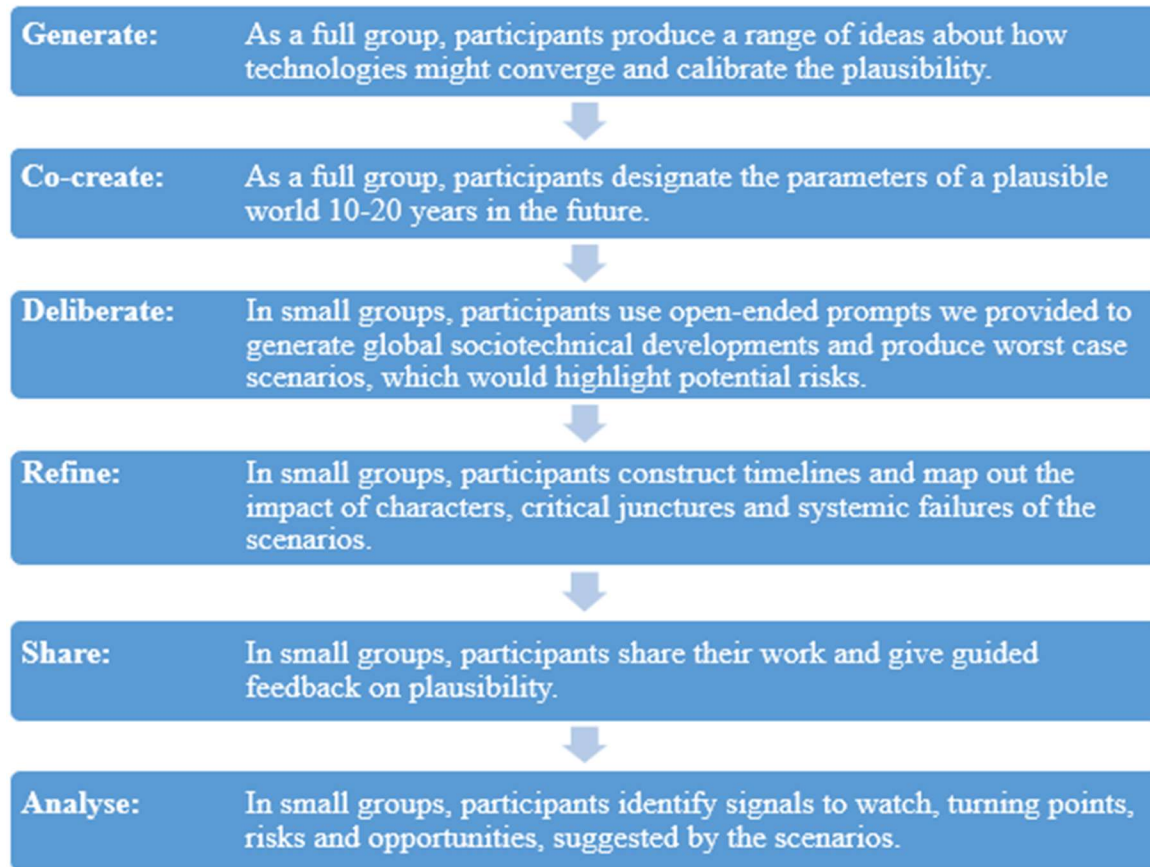 Generate: As a full group, participants produce a range of ideas about how
technologies might converge and calibrate the plausibility.
Co-create: As a full group, participants designate the parameters of a plausible
world 10-20 years in the future.
Deliberate: In small groups, participants use open-ended prompts we provided to
generate global sociotechnical developments and produce worst case
scenarios, which would highlight potential risks.
Refine: In small groups, participants construct timelines and map out the
impact of characters, critical junctures and systemic failures of the
scenarios.
Share: In small groups, participants share their work and give guided
feedback on plausibility.
Analyse: In small groups, participants identify signals to watch, turning points,
risks and opportunities, suggested by the scenarios.